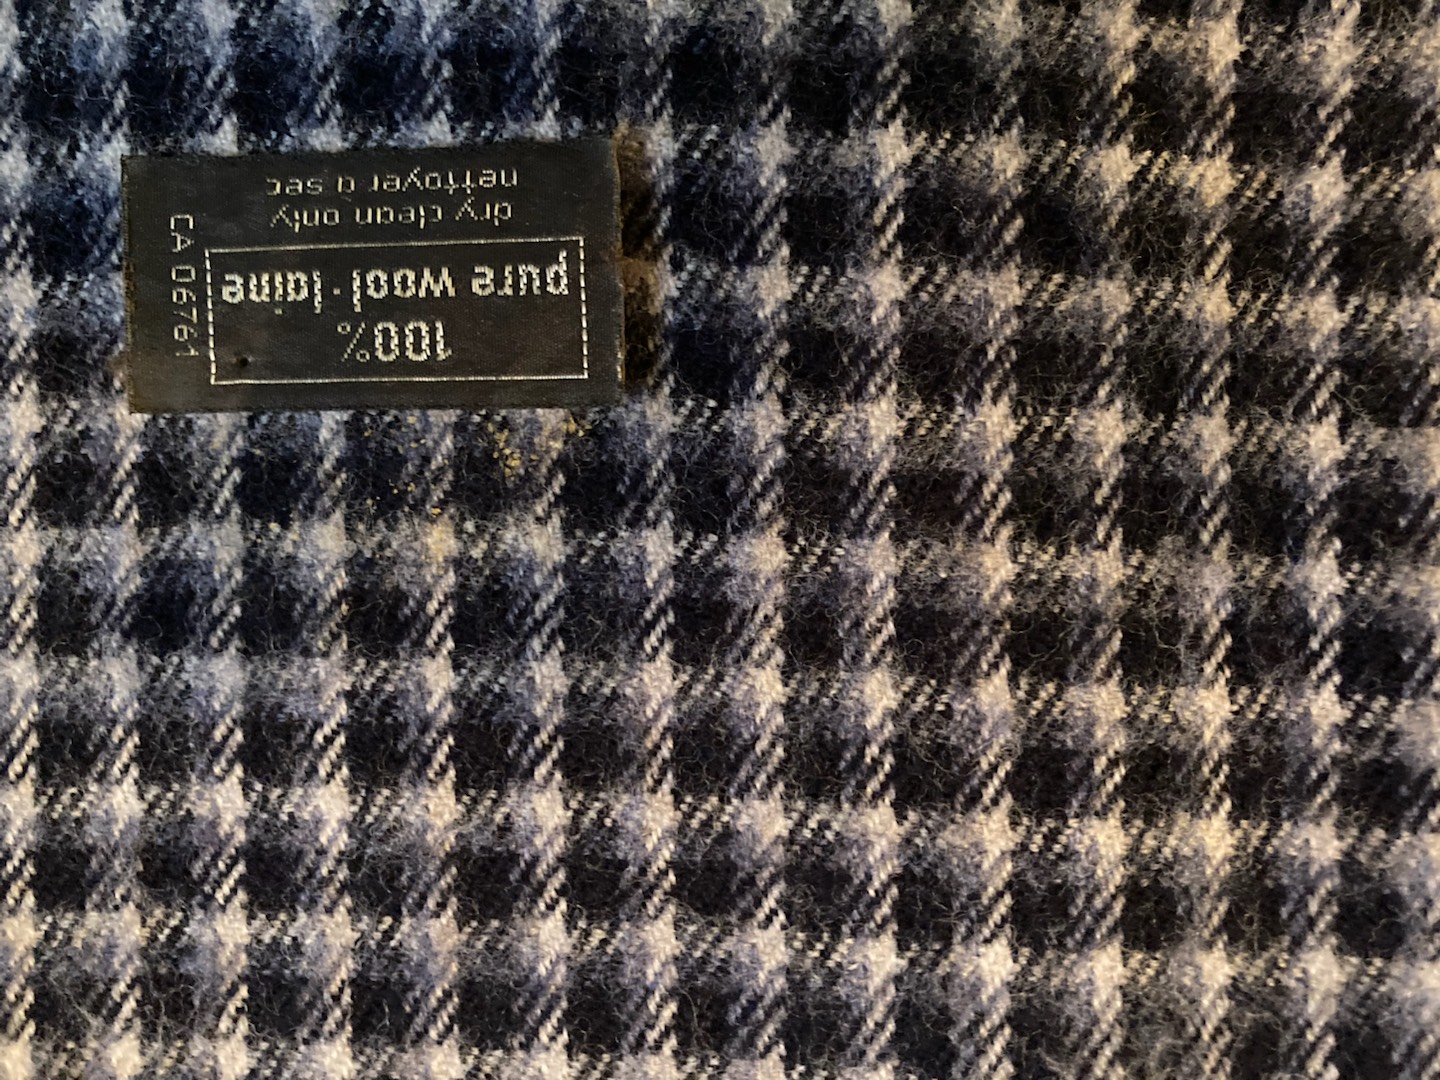 100%
pure wool·laine
dry clean only
nettoyer a sec
CA 06761